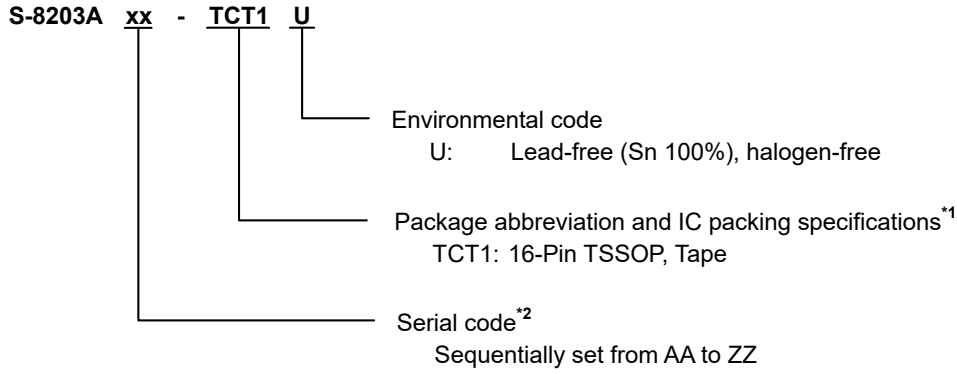 S-8203A xx - TCT1 U
Environmental code
U: Lead-free (Sn 100%), halogen-free
Package abbreviation and IC packing specifications*1
TCT1: 16-Pin TSSOP, Tape
Serial code*2
Sequentially set from AA to ZZ